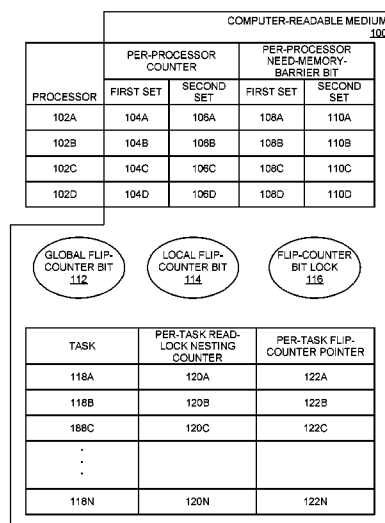 COMPUTER-READABLE MEDIUM
100
PROCESSOR
PER-PROCESSOR
COUNTER
PER-PROCESSOR
NEED-MEMORY-
BARRIER BIT
FIRST SET
SECOND
SET
FIRST SET
SECOND
SET
102A 104A 106A 108A 110A
102B 104B 106B 108B 110B
102C 104C 106C 108C 110C
102D 104D 106D 108D 110D
GLOBAL FLIP-
COUNTER BIT
112
LOCAL FLIP-
COUNTER BIT
114
FLIP-COUNTER
BIT LOCK
116
TASK
PER-TASK READ-
LOCK NESTING
COUNTER
PER-TASK FLIP-
COUNTER POINTER
118A 120A 122A
118B 120B 122B
188C 120C 122C
.
.
.
118N 120N 122N